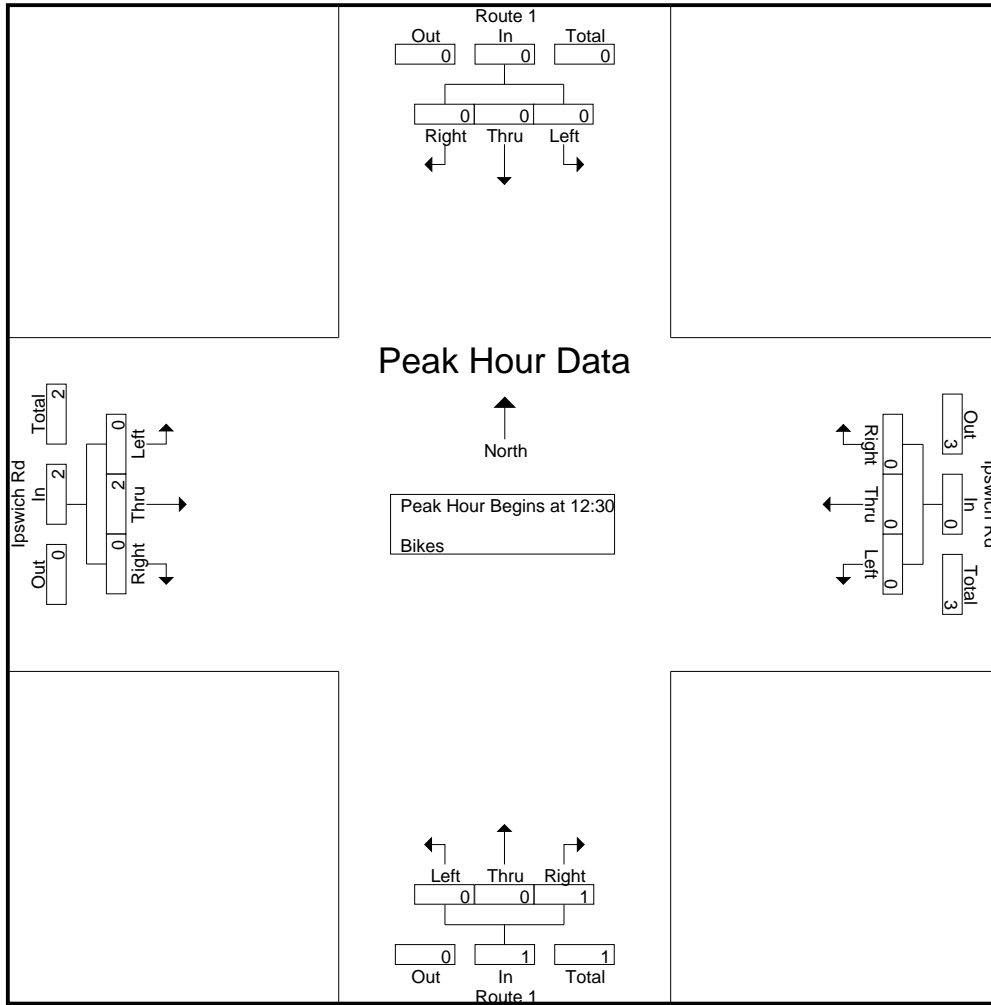 Route 1
Out In Total
0 0 0
0 0 0
Right Thru Left
Peak Hour Data
North
Peak Hour Begins at 12:30
Bikes
Ipswich Rd
Total In Out
2 2 0
0 2 0
Left Thru Right
Right Thru Left
0 0 0
Out In Total
3 0 3
Ipswich Rd
Left Thru Right
0 0 1
0 1 1
Out In Total
Route 1